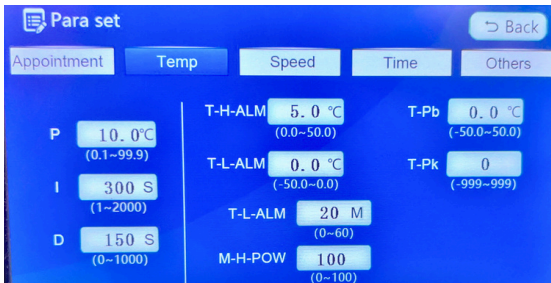 Para set
Back
Appointment
Temp
Speed
Time
Others
P 10.0℃
(0.1~99.9)
I 300 S
(1~2000)
D 150 S
(0~1000)
T-H-ALM 5.0 ℃
(0.0~50.0)
T-L-ALM 0.0 ℃
(-50.0~0.0)
T-L-ALM 20 M
(0~60)
M-H-POW 100
(0~100)
T-Pb 0.0 ℃
(-50.0~50.0)
T-Pk 0
(-999~999)